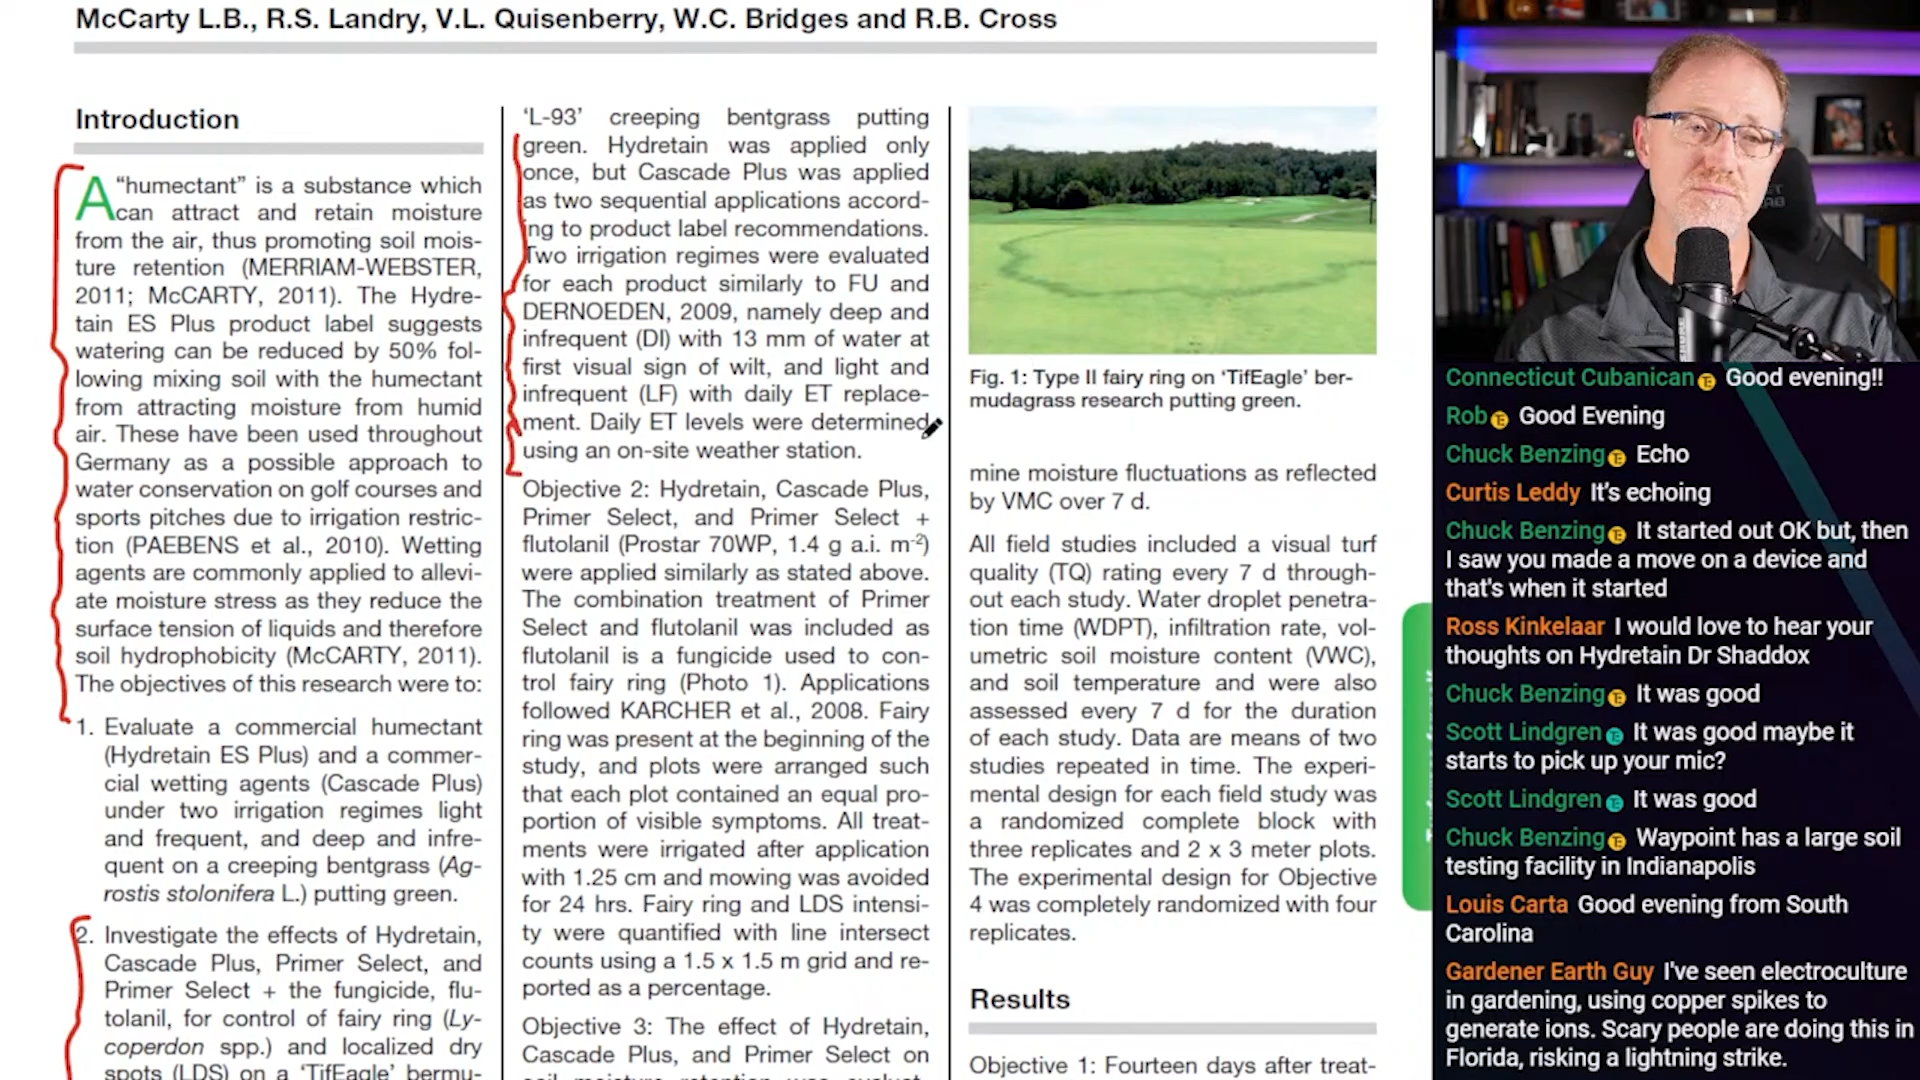 McCarty L.B., R.S. Landry, V.L. Quisenberry, W.C. Bridges and R.B. Cross
Introduction
A “humectant” is a substance which
can attract and retain moisture
from the air, thus promoting soil mois-
ture retention (MERRIAM-WEBSTER,
2011; McCARTY, 2011). The Hydre-
tain ES Plus product label suggests
watering can be reduced by 50% fol-
lowing mixing soil with the humectant
from attracting moisture from humid
air. These have been used throughout
Germany as a possible approach to
water conservation on golf courses and
sports pitches due to irrigation restric-
tion (PAEBENS et al., 2010). Wetting
agents are commonly applied to allevi-
ate moisture stress as they reduce the
surface tension of liquids and therefore
soil hydrophobicity (McCARTY, 2011).
The objectives of this research were to:
1. Evaluate a commercial humectant
(Hydretain ES Plus) and a commer-
cial wetting agents (Cascade Plus)
under two irrigation regimes light
and frequent, and deep and infre-
quent on a creeping bentgrass (Ag-
rostis stolonifera L.) putting green.
2. Investigate the effects of Hydretain,
Cascade Plus, Primer Select, and
Primer Select + the fungicide, flu-
tolanil, for control of fairy ring (Ly-
coperdon spp.) and localized dry
spots (LDS) on a ‘TifEagle’ bermu-
‘L-93’ creeping bentgrass putting
green. Hydretain was applied only
once, but Cascade Plus was applied
as two sequential applications accord-
ing to product label recommendations.
Two irrigation regimes were evaluated
for each product similarly to FU and
DERNOEDEN, 2009, namely deep and
infrequent (DI) with 13 mm of water at
first visual sign of wilt, and light and
infrequent (LF) with daily ET replace-
ment. Daily ET levels were determined
using an on-site weather station.
Objective 2: Hydretain, Cascade Plus,
Primer Select, and Primer Select +
flutolanil (Prostar 70WP, 1.4 g a.i. m-2)
were applied similarly as stated above.
The combination treatment of Primer
Select and flutolanil was included as
flutolanil is a fungicide used to con-
trol fairy ring (Photo 1). Applications
followed KARCHER et al., 2008. Fairy
ring was present at the beginning of the
study, and plots were arranged such
that each plot contained an equal pro-
portion of visible symptoms. All treat-
ments were irrigated after application
with 1.25 cm and mowing was avoided
for 24 hrs. Fairy ring and LDS intensi-
ty were quantified with line intersect
counts using a 1.5 x 1.5 m grid and re-
ported as a percentage.
Objective 3: The effect of Hydretain,
Cascade Plus, and Primer Select on
soil moisture retention was evaluat-
Fig. 1: Type II fairy ring on ‘TifEagle’ ber-
mudagrass research putting green.
mine moisture fluctuations as reflected
by VMC over 7 d.
All field studies included a visual turf
quality (TQ) rating every 7 d through-
out each study. Water droplet penetra-
tion time (WDPT), infiltration rate, vol-
umetric soil moisture content (VWC),
and soil temperature and were also
assessed every 7 d for the duration
of each study. Data are means of two
studies repeated in time. The experi-
mental design for each field study was
a randomized complete block with
three replicates and 2 x 3 meter plots.
The experimental design for Objective
4 was completely randomized with four
replicates.
Results
Objective 1: Fourteen days after treat-
Connecticut Cubanican Good evening!!
Rob Good Evening
Chuck Benzing Echo
Curtis Leddy It's echoing
Chuck Benzing It started out OK but, then
I saw you made a move on a device and
that's when it started
Ross Kinkelaar I would love to hear your
thoughts on Hydretain Dr Shaddox
Chuck Benzing It was good
Scott Lindgren It was good maybe it
starts to pick up your mic?
Scott Lindgren It was good
Chuck Benzing Waypoint has a large soil
testing facility in Indianapolis
Louis Carta Good evening from South
Carolina
Gardener Earth Guy I've seen electroculture
in gardening, using copper spikes to
generate ions. Scary people are doing this in
Florida, risking a lightning strike.